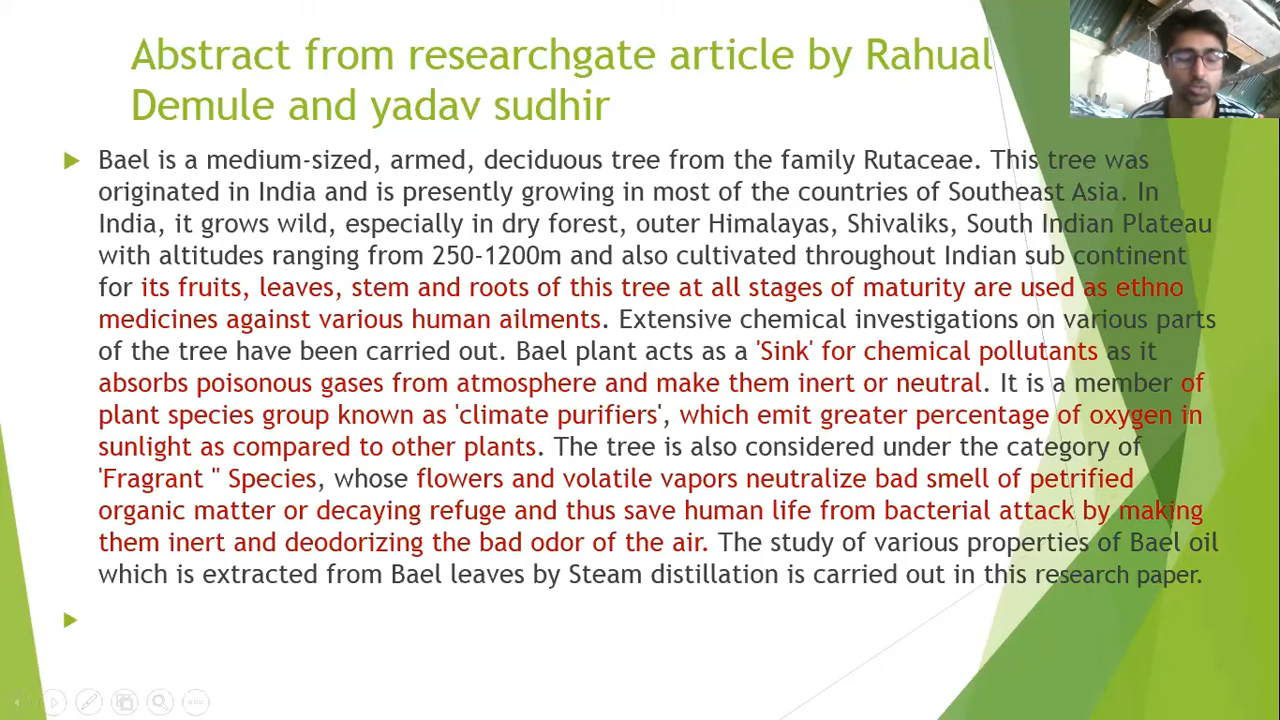 Abstract from researchgate article by Rahual
Demule and yadav sudhir
Bael is a medium-sized, armed, deciduous tree from the family Rutaceae. This tree was
originated in India and is presently growing in most of the countries of Southeast Asia. In
India, it grows wild, especially in dry forest, outer Himalayas, Shivaliks, South Indian Plateau
with altitudes ranging from 250-1200m and also cultivated throughout Indian sub continent
for its fruits, leaves, stem and roots of this tree at all stages of maturity are used as ethno
medicines against various human ailments. Extensive chemical investigations on various parts
of the tree have been carried out. Bael plant acts as a 'Sink' for chemical pollutants as it
absorbs poisonous gases from atmosphere and make them inert or neutral. It is a member of
plant species group known as 'climate purifiers', which emit greater percentage of oxygen in
sunlight as compared to other plants. The tree is also considered under the category of
'Fragrant " Species, whose flowers and volatile vapors neutralize bad smell of petrified
organic matter or decaying refuge and thus save human life from bacterial attack by making
them inert and deodorizing the bad odor of the air. The study of various properties of Bael oil
which is extracted from Bael leaves by Steam distillation is carried out in this research paper.